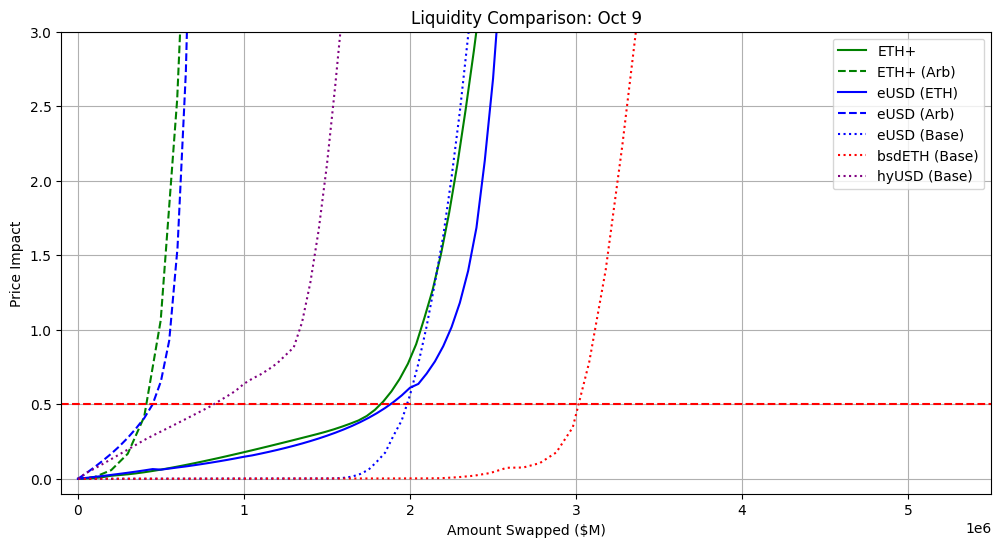 Liquidity Comparison: Oct 9
3.0
2.5
2.0
1.5
1.0
0.5
0.0
Price Impact
ETH+
ETH+ (Arb)
eUSD (ETH)
eUSD (Arb)
eUSD (Base)
bsdETH (Base)
hyUSD (Base)
0 1 2 3 4 5
1e6
Amount Swapped ($M)